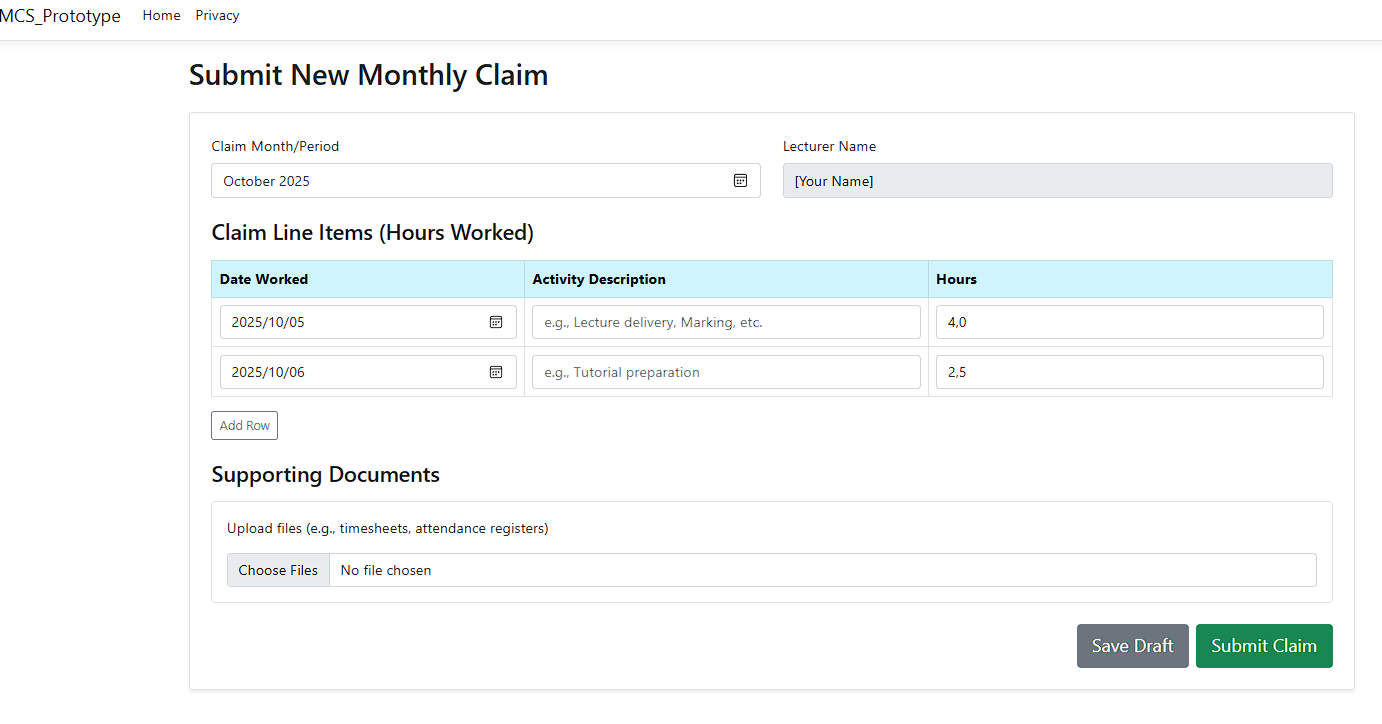 MCS_Prototype Home Privacy
Submit New Monthly Claim
Claim Month/Period Lecturer Name
October 2025 [Your Name]
Claim Line Items (Hours Worked)
Date Worked Activity Description Hours
2025/10/05 e.g., Lecture delivery, Marking, etc. 4,0
2025/10/06 e.g., Tutorial preparation 2,5
Add Row
Supporting Documents
Upload files (e.g., timesheets, attendance registers)
Choose Files No file chosen
Save Draft Submit Claim